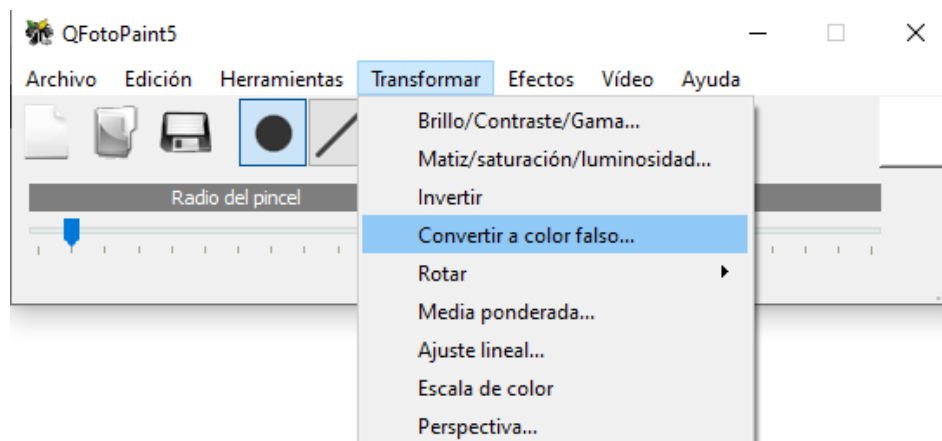 QFotoPaint5
Archivo Edición Herramientas Transformar Efectos Vídeo Ayuda
Brillo/Contraste/Gama...
Matiz/saturación/luminosidad...
Radio del pincel
Invertir
Convertir a color falso...
Rotar
Media ponderada...
Ajuste lineal...
Escala de color
Perspectiva...